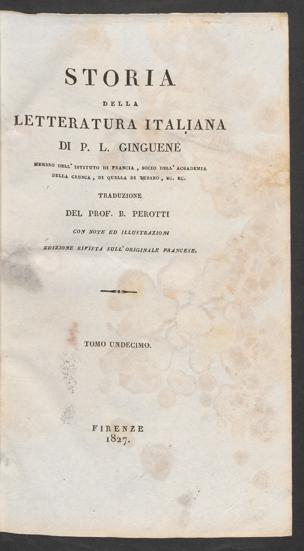 STORIA
DELLA
LETTERATURA ITALIANA
DI P. L. GINGUENÉ
MEMBRO DELL' ISTITUTO DI FRANCIA, SOCIO DELL' ACCADEMIA
DELLA CRUSCA, DI QUELLA DI TORINO, EC. EC.
TRADUZIONE
DEL PROF. B. PEROTTI
CON NOTE ED ILLUSTRAZIONI
EDIZIONE RIVISTA SULL' ORIGINALE FRANCESE.
TOMO UNDECIMO.
FIRENZE
1827.